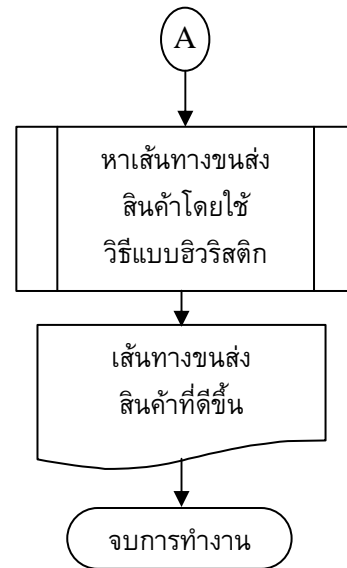 A
หาเส้นทางขนส่ง
สินค้าโดยใช้
วิธีแบบฮิวริสติก
เส้นทางขนส่ง
สินค้าที่ดีขึ้น
จบการทำงาน